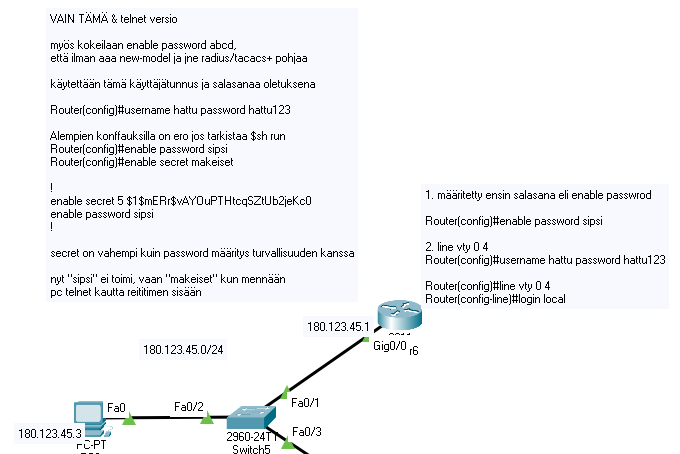 VAIN TÄMÄ & telnet versio
myös kokeilaan enable password abcd,
että ilman aaa new-model ja jne radius/tacacs+ pohjaa
käytettään tämä käyttäjätunnus ja salasanaa oletuksena
Router(config)#username hattu password hattu123
Alempien konffauksilla on ero jos tarkistaa $sh run
Router(config)#enable password sipsi
Router(config)#enable secret makeiset
!
enable secret 5 $1$mERr$vAYOuPTHtcqSZtUb2jeKc0
enable password sipsi
!
secret on vahempi kuin password määritys turvallisuuden kanssa
nyt "sipsi" ei toimi, vaan "makeiset" kun mennään
pc telnet kautta reititimen sisään
1. määritetty ensin salasana eli enable passwrod
Router(config)#enable password sipsi
2. line vty 0 4
Router(config)#username hattu password hattu123
Router(config)#line vty 0 4
Router(config-line)#login local
180.123.45.1
Gig0/0
r6
180.123.45.0/24
Fa0
Fa0/2
Fa0/1
180.123.45.3
PC-PT
2960-24TT
Switch5
Fa0/3